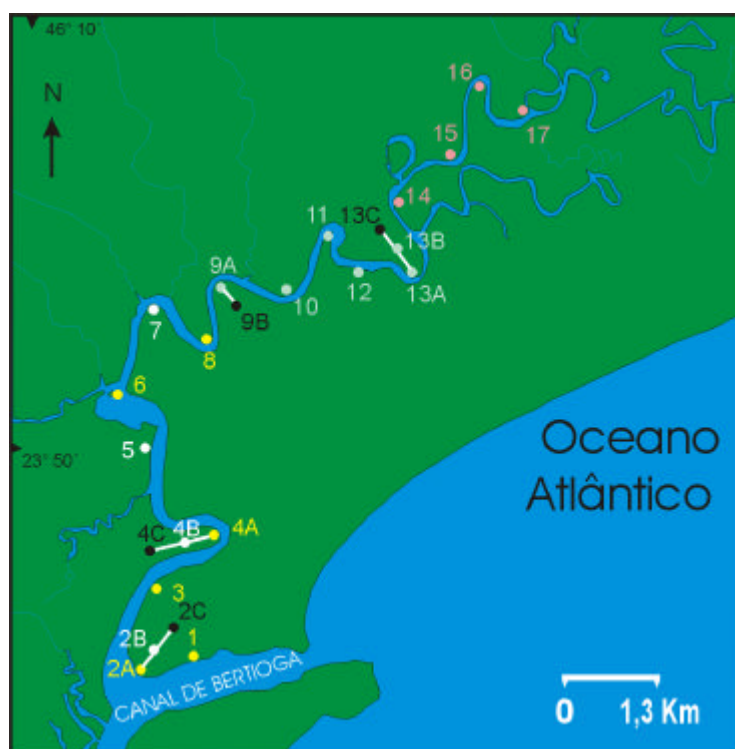 46° 10'
N
16
17
15
14
13C
11
13B
9A
13A
12
10
9B
7
8
6
5
23° 50'
Oceano
Atlântico
4B
4A
4C
3
2C
2B
1
2A
CANAL DE BERTIOGA
0 1,3 Km